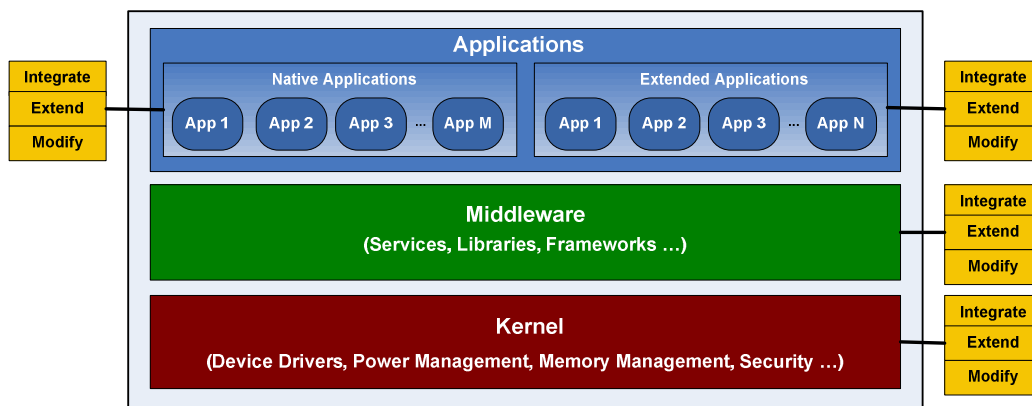 Applications
Native Applications
App 1 App 2 App 3 ... App M
Extended Applications
App 1 App 2 App 3 ... App N
Integrate
Extend
Modify
Integrate
Extend
Modify
Middleware
(Services, Libraries, Frameworks ...)
Integrate
Extend
Modify
Kernel
(Device Drivers, Power Management, Memory Management, Security ...)
Integrate
Extend
Modify